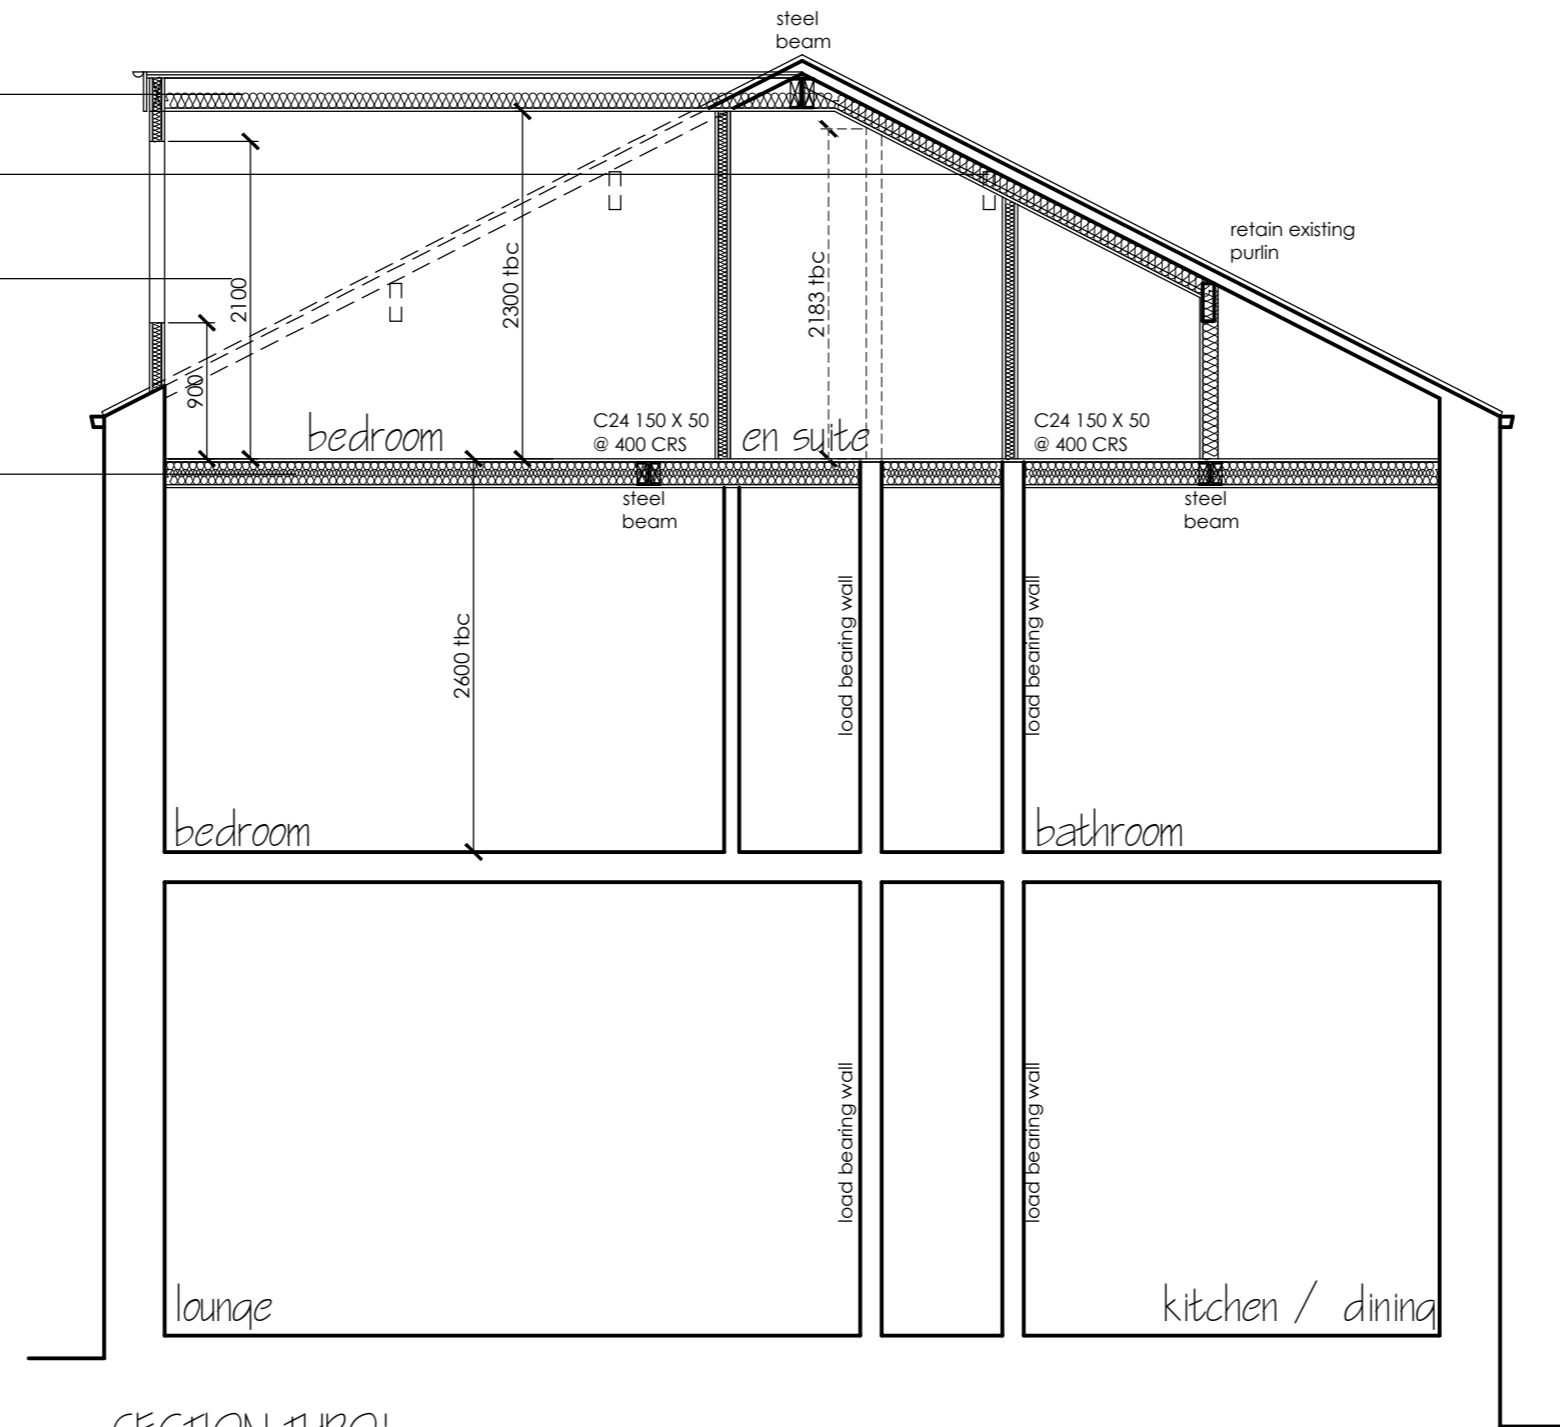 steel
beam
retain existing
purlin
2100
2300 tbc
2183 tbc
900
bedroom
C24 150 X 50
@ 400 CRS
en suite
C24 150 X 50
@ 400 CRS
steel
beam
steel
beam
2600 tbc
load bearing wall
load bearing wall
bedroom
bathroom
load bearing wall
load bearing wall
lounge
kitchen / dining
SECTION THRO'